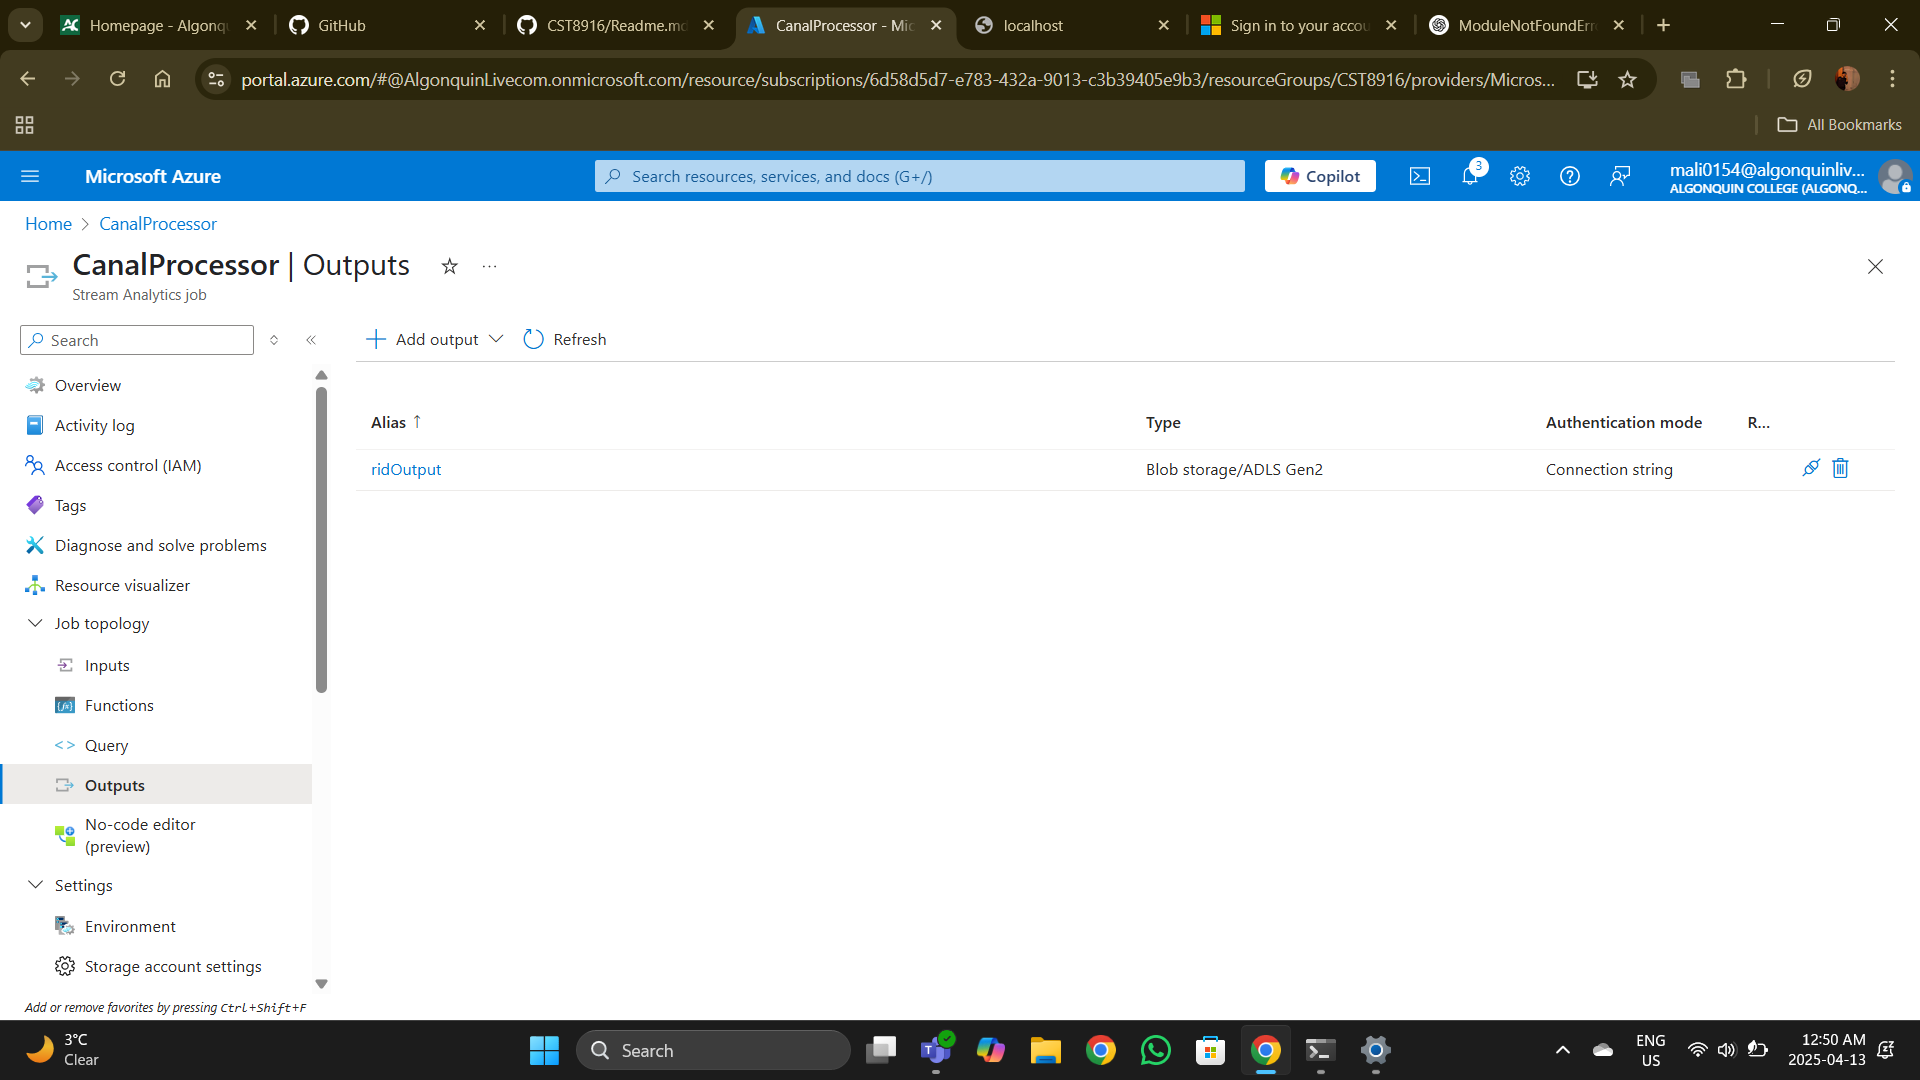 Homepage - Algonqu
GitHub
CST8916/Readme.md
CanalProcessor - Mic
localhost
Sign in to your accou
ModuleNotFoundErr
portal.azure.com/#@AlgonquinLivecom.onmicrosoft.com/resource/subscriptions/6d58d5d7-e783-432a-9013-c3b39405e9b3/resourceGroups/CST8916/providers/Micros...
All Bookmarks
Microsoft Azure
Search resources, services, and docs (G+/)
Copilot
3
mali0154@algonquinliv...
ALGONQUIN COLLEGE (ALGONQ...
Home > CanalProcessor
CanalProcessor | Outputs
...
Stream Analytics job
Search
Add output
Refresh
Overview
Activity log
Access control (IAM)
Tags
Diagnose and solve problems
Resource visualizer
Job topology
Inputs
Functions
Query
Outputs
No-code editor
(preview)
Settings
Environment
Storage account settings
Add or remove favorites by pressing Ctrl+Shift+F
Alias ↑
Type
Authentication mode
R...
ridOutput
Blob storage/ADLS Gen2
Connection string
3°C
Clear
Search
ENG
US
12:50 AM
2025-04-13